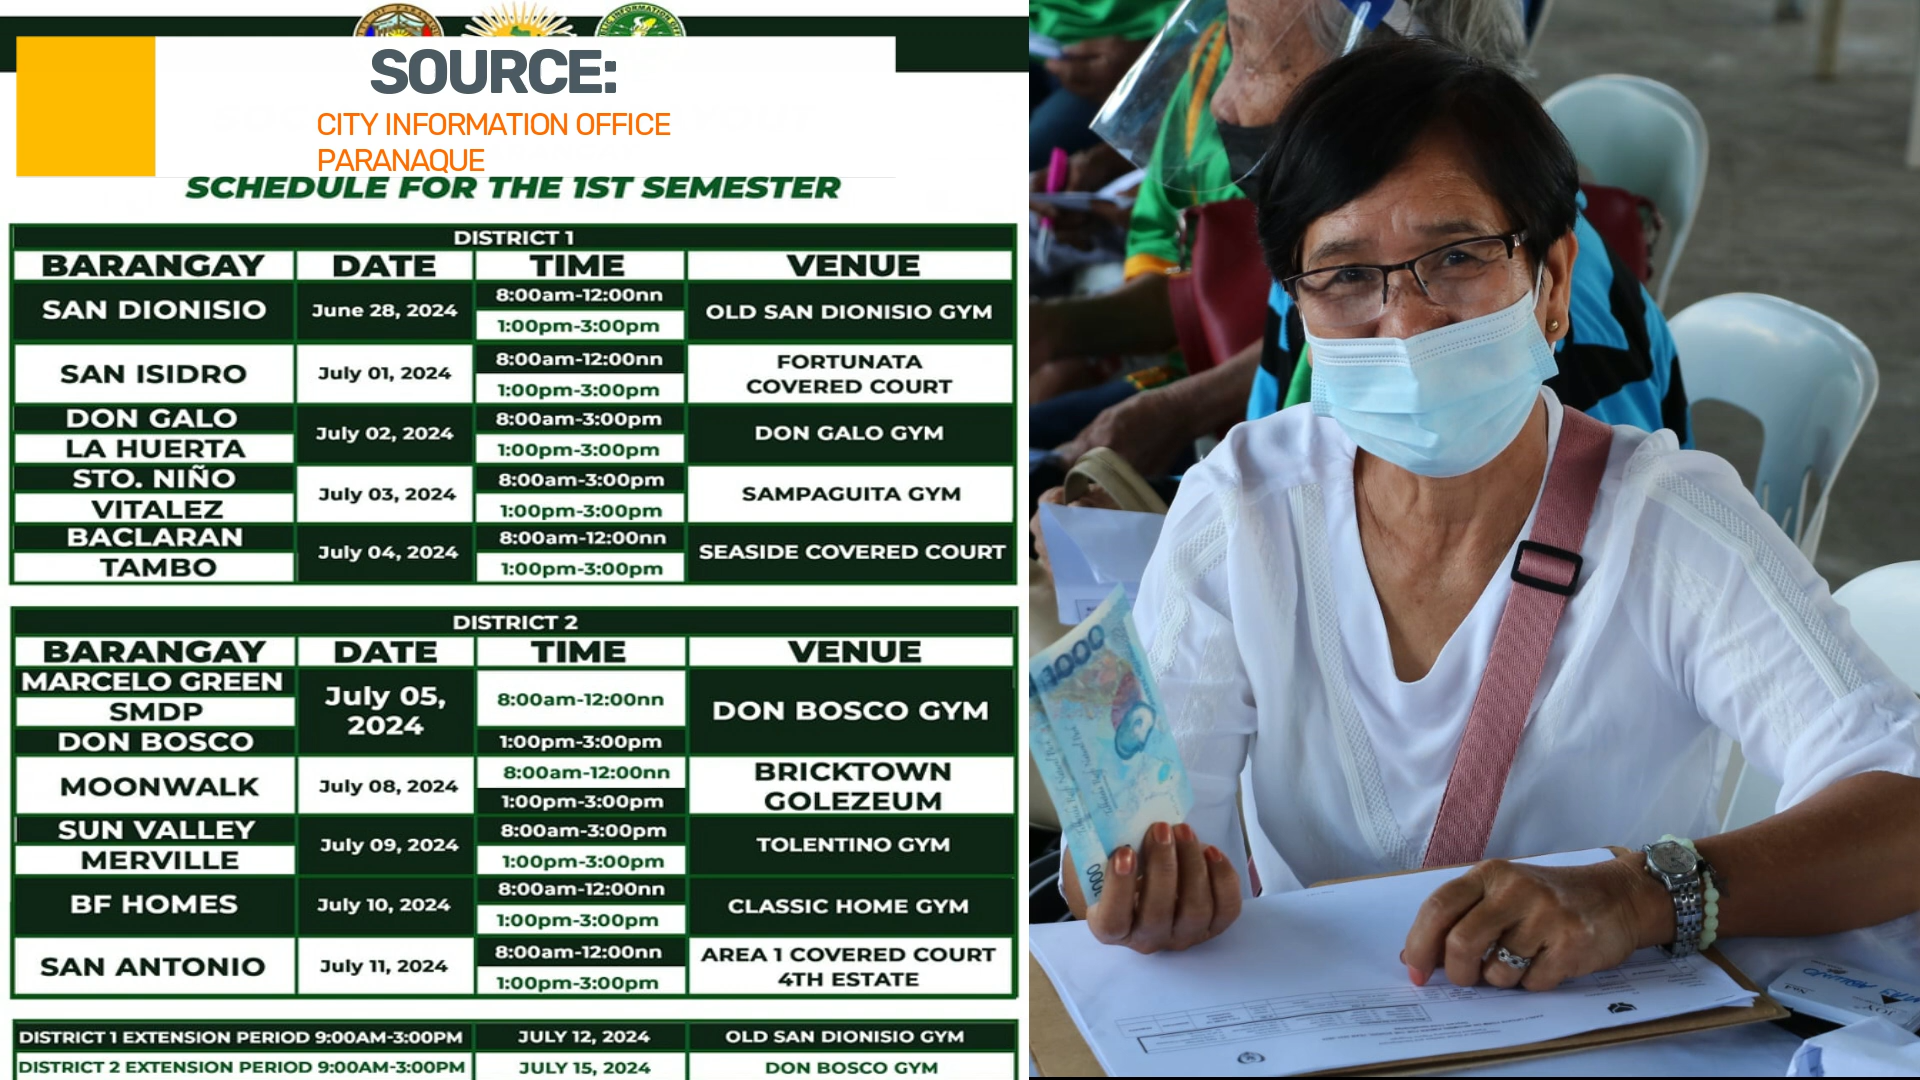 SOURCE:
CITY INFORMATION OFFICE
PARANAQUE
SCHEDULE FOR THE 1ST SEMESTER
DISTRICT 1
BARANGAY DATE TIME VENUE
SAN DIONISIO June 28, 2024 8:00am-12:00nn OLD SAN DIONISIO GYM
1:00pm-3:00pm
SAN ISIDRO July 01, 2024 8:00am-12:00nn FORTUNATA
1:00pm-3:00pm COVERED COURT
DON GALO July 02, 2024 8:00am-3:00pm DON GALO GYM
LA HUERTA 1:00pm-3:00pm
STO. NIÑO July 03, 2024 8:00am-3:00pm SAMPAGUITA GYM
VITALEZ 1:00pm-3:00pm
BACLARAN July 04, 2024 8:00am-12:00nn SEASIDE COVERED COURT
TAMBO 1:00pm-3:00pm
DISTRICT 2
BARANGAY DATE TIME VENUE
MARCELO GREEN July 05, 8:00am-12:00nn DON BOSCO GYM
SMDP 2024
DON BOSCO 1:00pm-3:00pm
MOONWALK July 08, 2024 8:00am-12:00nn BRICKTOWN
1:00pm-3:00pm GOLEZEUM
SUN VALLEY July 09, 2024 8:00am-3:00pm TOLENTINO GYM
MERVILLE 1:00pm-3:00pm
BF HOMES July 10, 2024 8:00am-12:00nn CLASSIC HOME GYM
1:00pm-3:00pm
SAN ANTONIO July 11, 2024 8:00am-12:00nn AREA 1 COVERED COURT
1:00pm-3:00pm 4TH ESTATE
DISTRICT 1 EXTENSION PERIOD 9:00AM-3:00PM JULY 12, 2024 OLD SAN DIONISIO GYM
DISTRICT 2 EXTENSION PERIOD 9:00AM-3:00PM JULY 15, 2024 DON BOSCO GYM
1000
1000